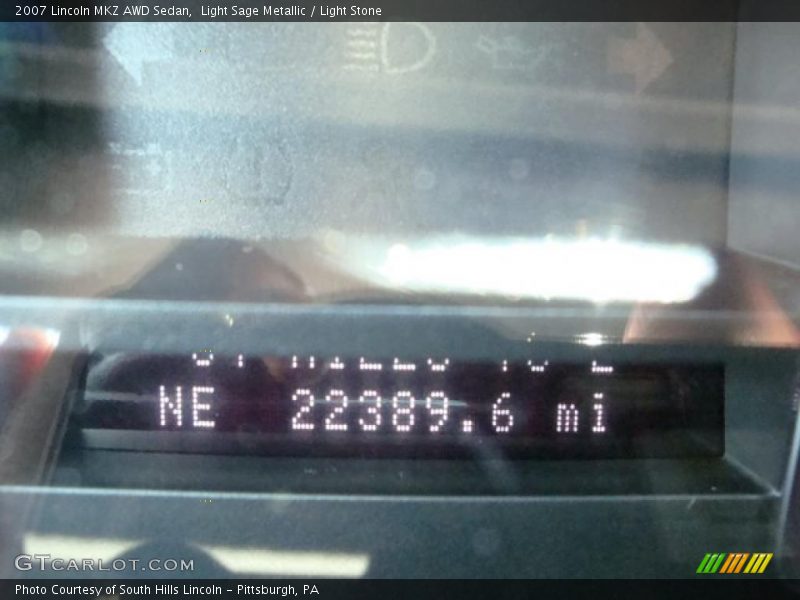 2007 Lincoln MKZ AWD Sedan,  Light Sage Metallic / Light Stone
NE 22389.6 mi
GTCARLOT.COM
Photo Courtesy of South Hills Lincoln - Pittsburgh, PA